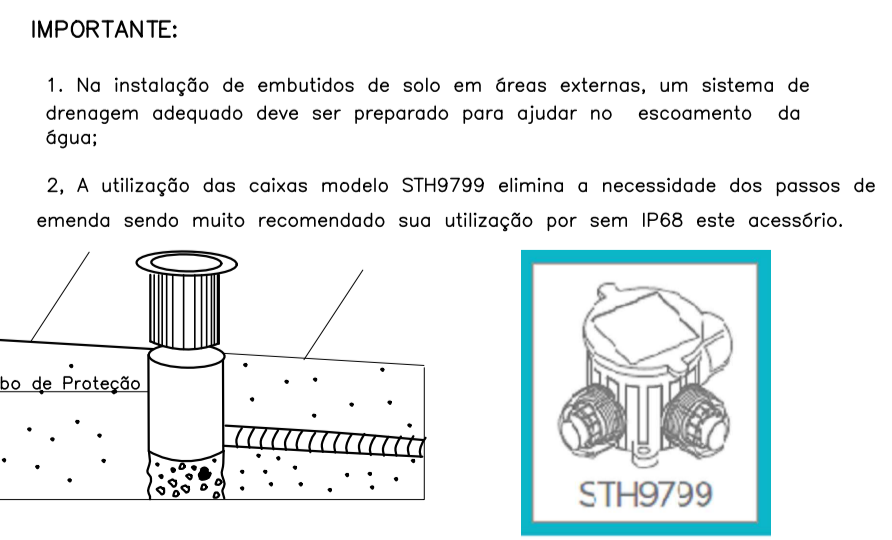 IMPORTANTE:
1. Na instalação de embutidos de solo em áreas externas, um sistema de
drenagem adequado deve ser preparado para ajudar no escoamento da
água;
2, A utilização das caixas modelo STH9799 elimina a necessidade dos passos de
emenda sendo muito recomendado sua utilização por sem IP68 este acessório.
bo de Proteção
STH9799